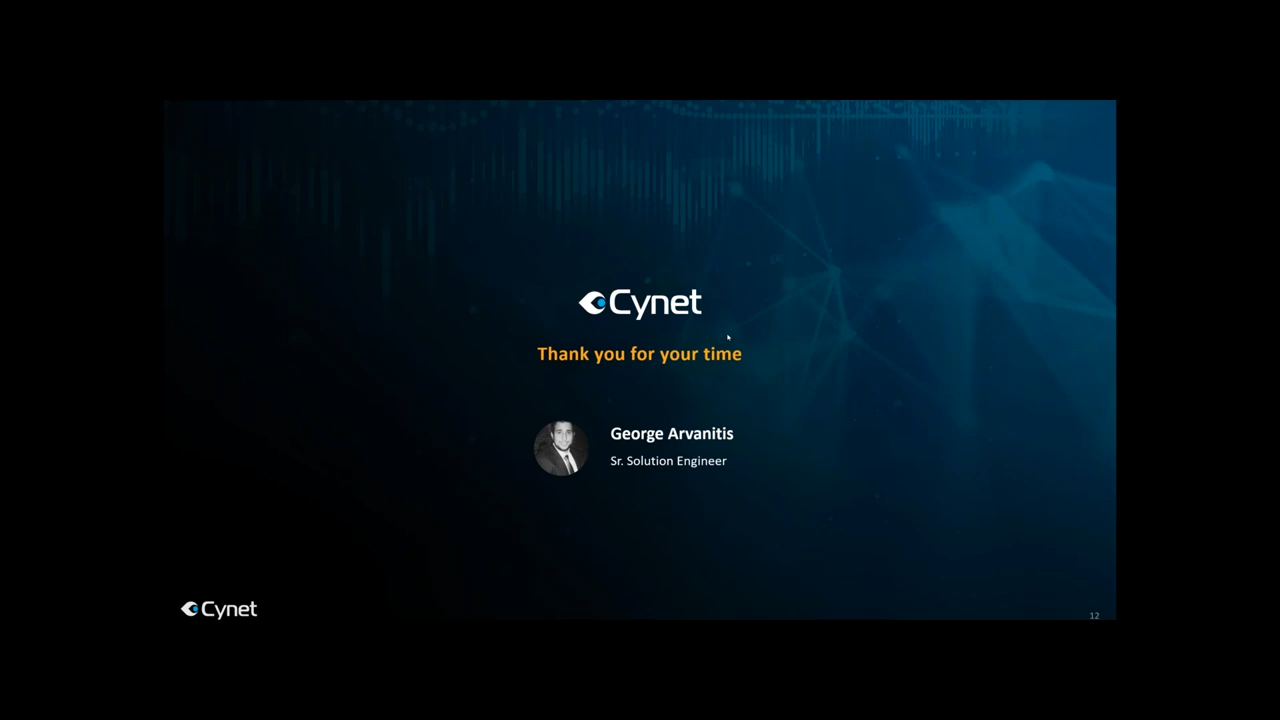 Cynet
Thank you for your time
George Arvanitis
Sr. Solution Engineer
Cynet
12